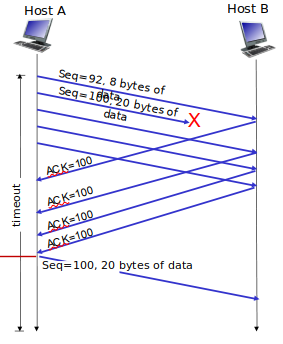 Host A
Host B
Seq=92, 8 bytes of
data
Seq=100, 20 bytes of
data
X
ACK=100
ACK=100
ACK=100
ACK=100
timeout
Seq=100, 20 bytes of data